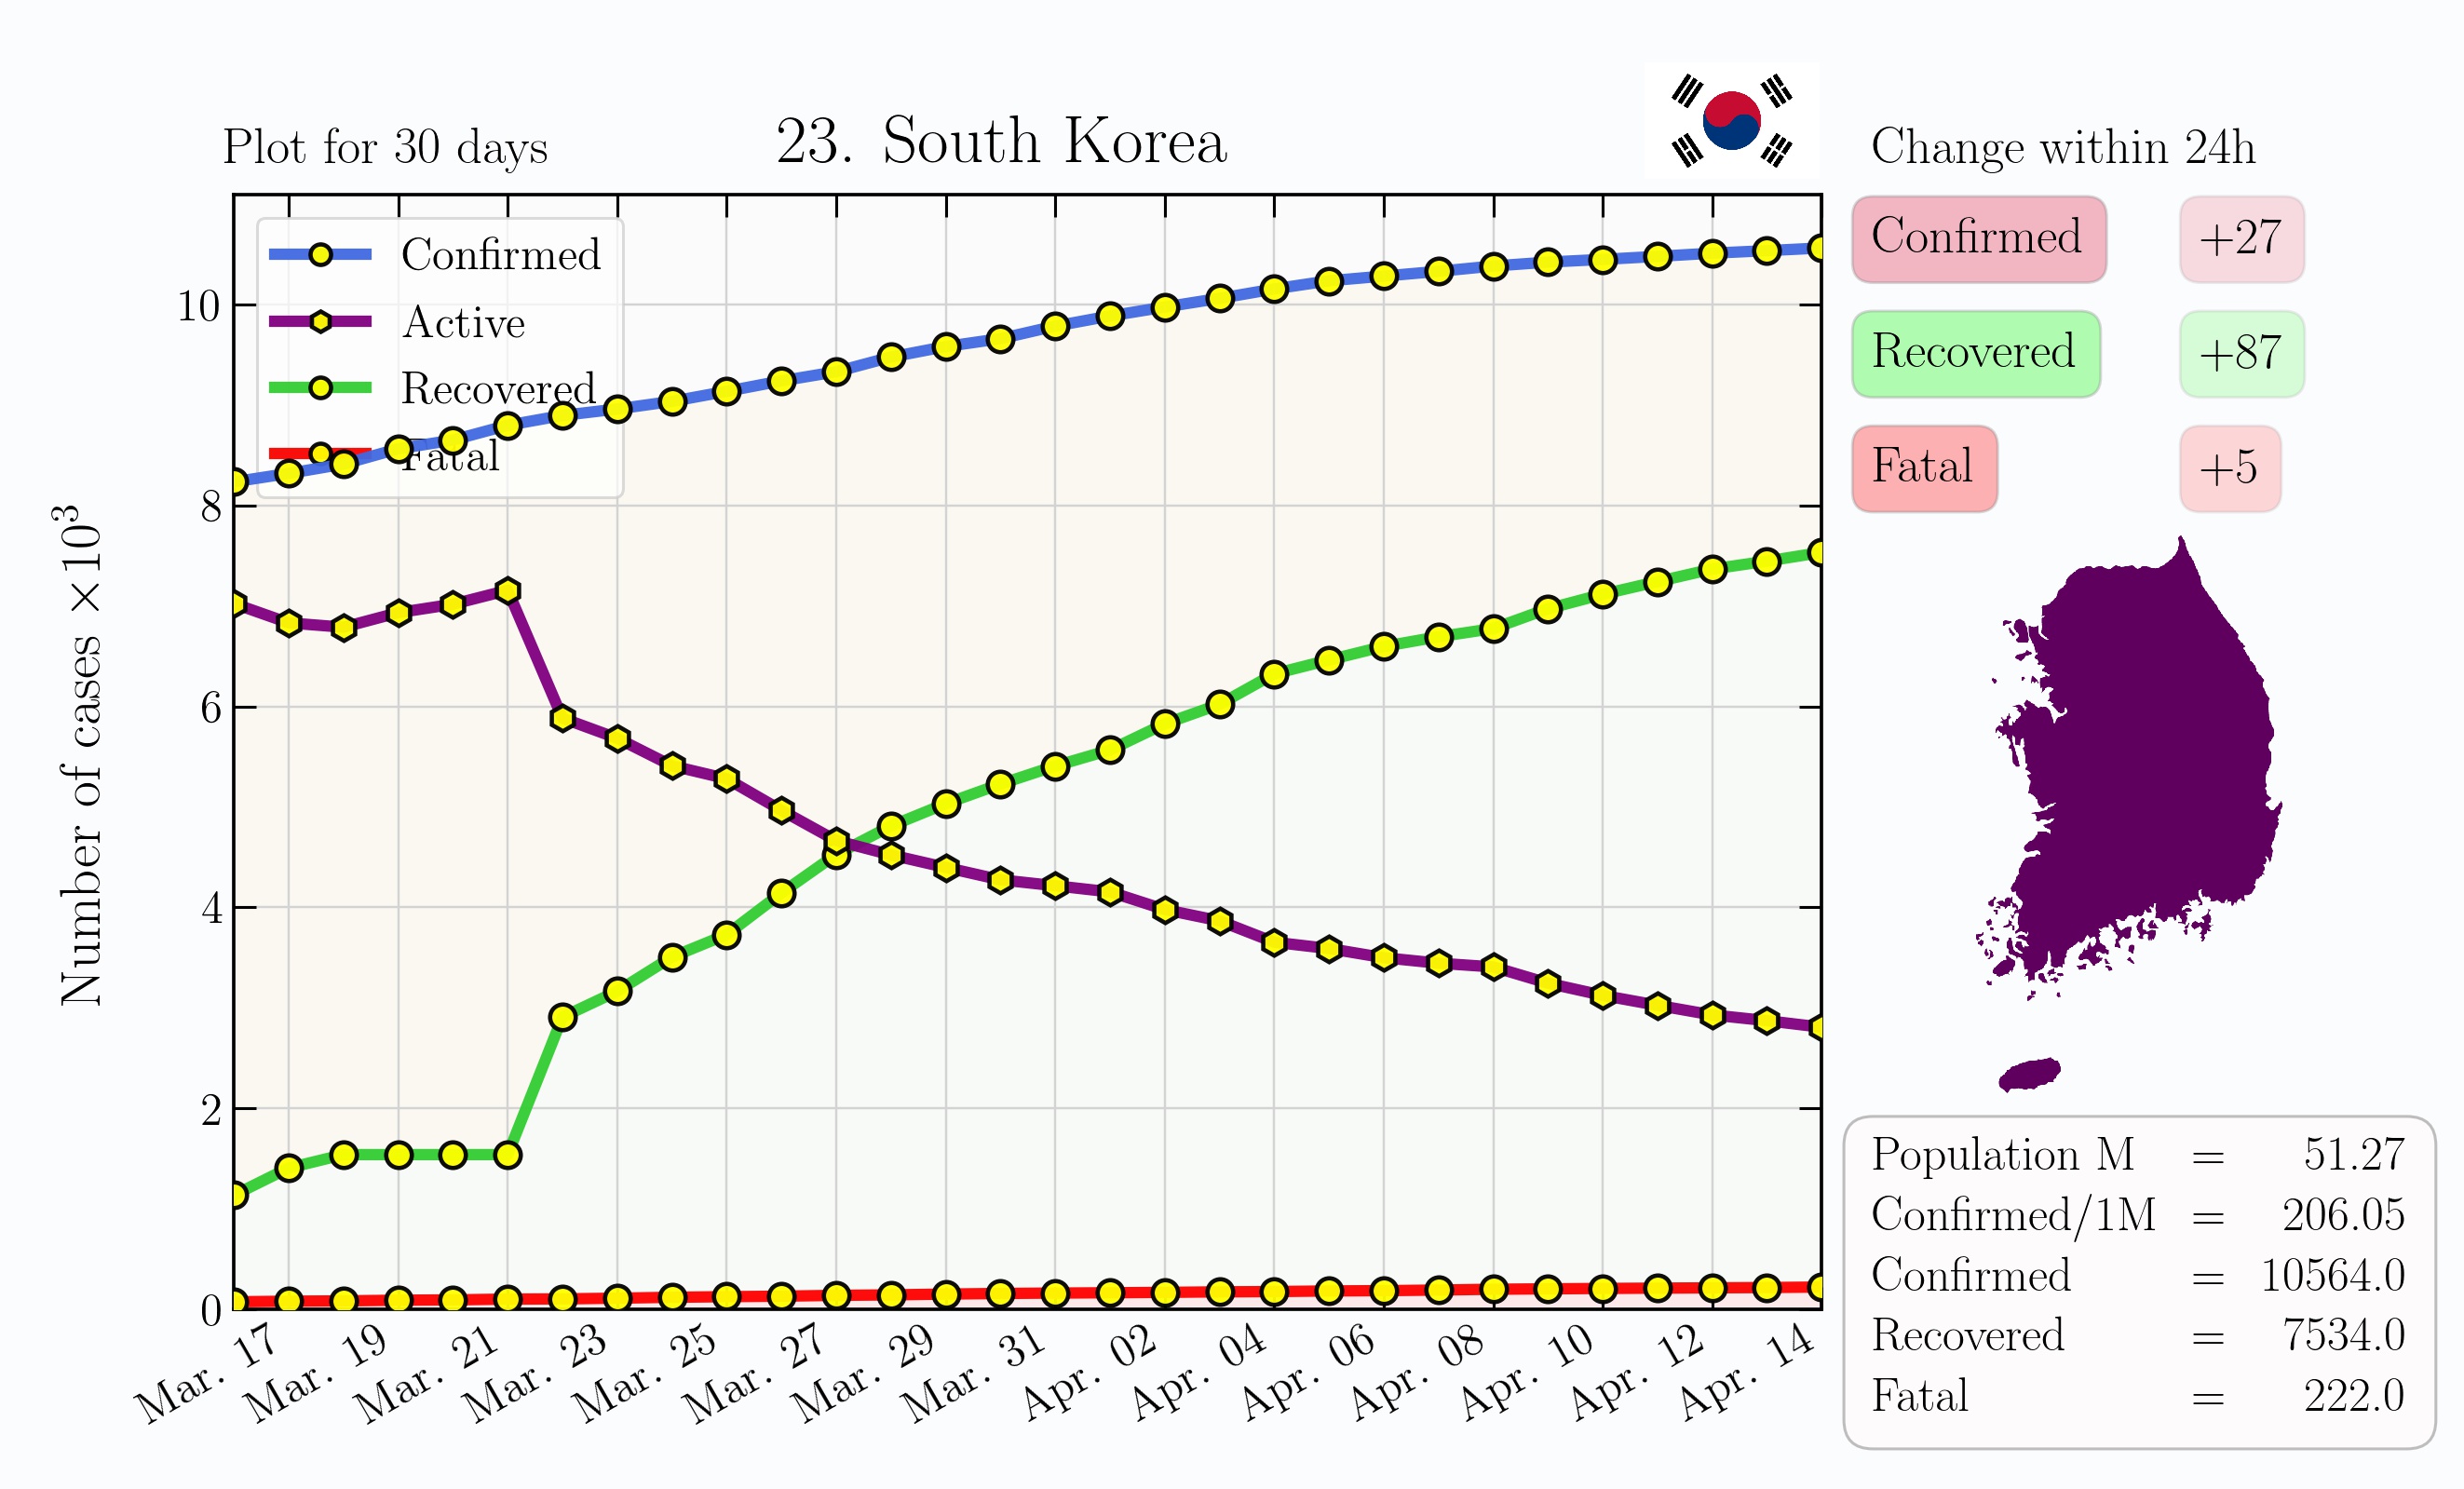 Plot for 30 days
23. South Korea
Change within 24h
Confirmed +27
Recovered +87
Fatal +5
Confirmed
Active
Recovered
Fatal
Number of cases ×10³
10
8
6
4
2
0
Mar. 17
Mar. 19
Mar. 21
Mar. 23
Mar. 25
Mar. 27
Mar. 29
Mar. 31
Apr. 02
Apr. 04
Apr. 06
Apr. 08
Apr. 10
Apr. 12
Apr. 14
Population M = 51.27
Confirmed/1M = 206.05
Confirmed = 10564.0
Recovered = 7534.0
Fatal = 222.0